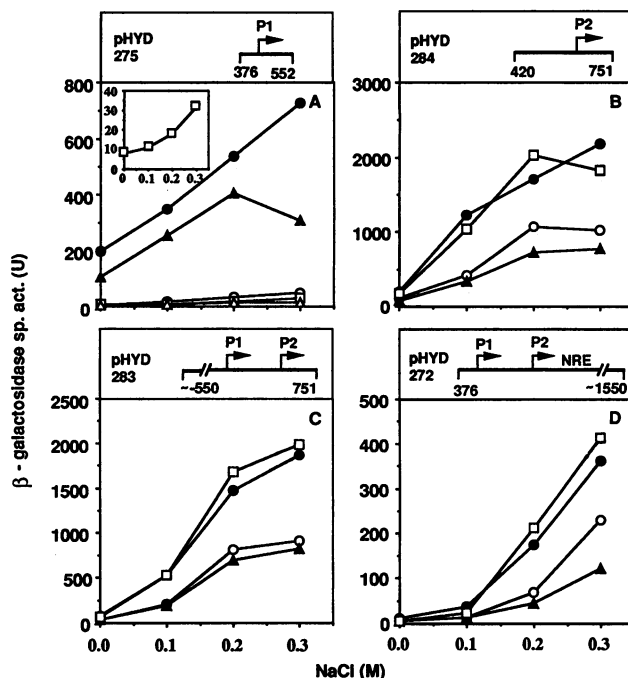 pHYD
275
P1
376 552
pHYD
284
P2
420 751
A
800
600
400
200
0
40
30
20
10
0
0 0.1 0.2 0.3
B
3000
2000
1000
0
pHYD
283
P1 P2
~-550 751
pHYD
272
P1 P2
NRE
376 ~1550
C
2500
2000
1500
1000
500
0
0.0 0.1 0.2 0.3
D
500
400
300
200
100
0
0.0 0.1 0.2 0.3
β - galactosidase sp. act. (U)
NaCl (M)